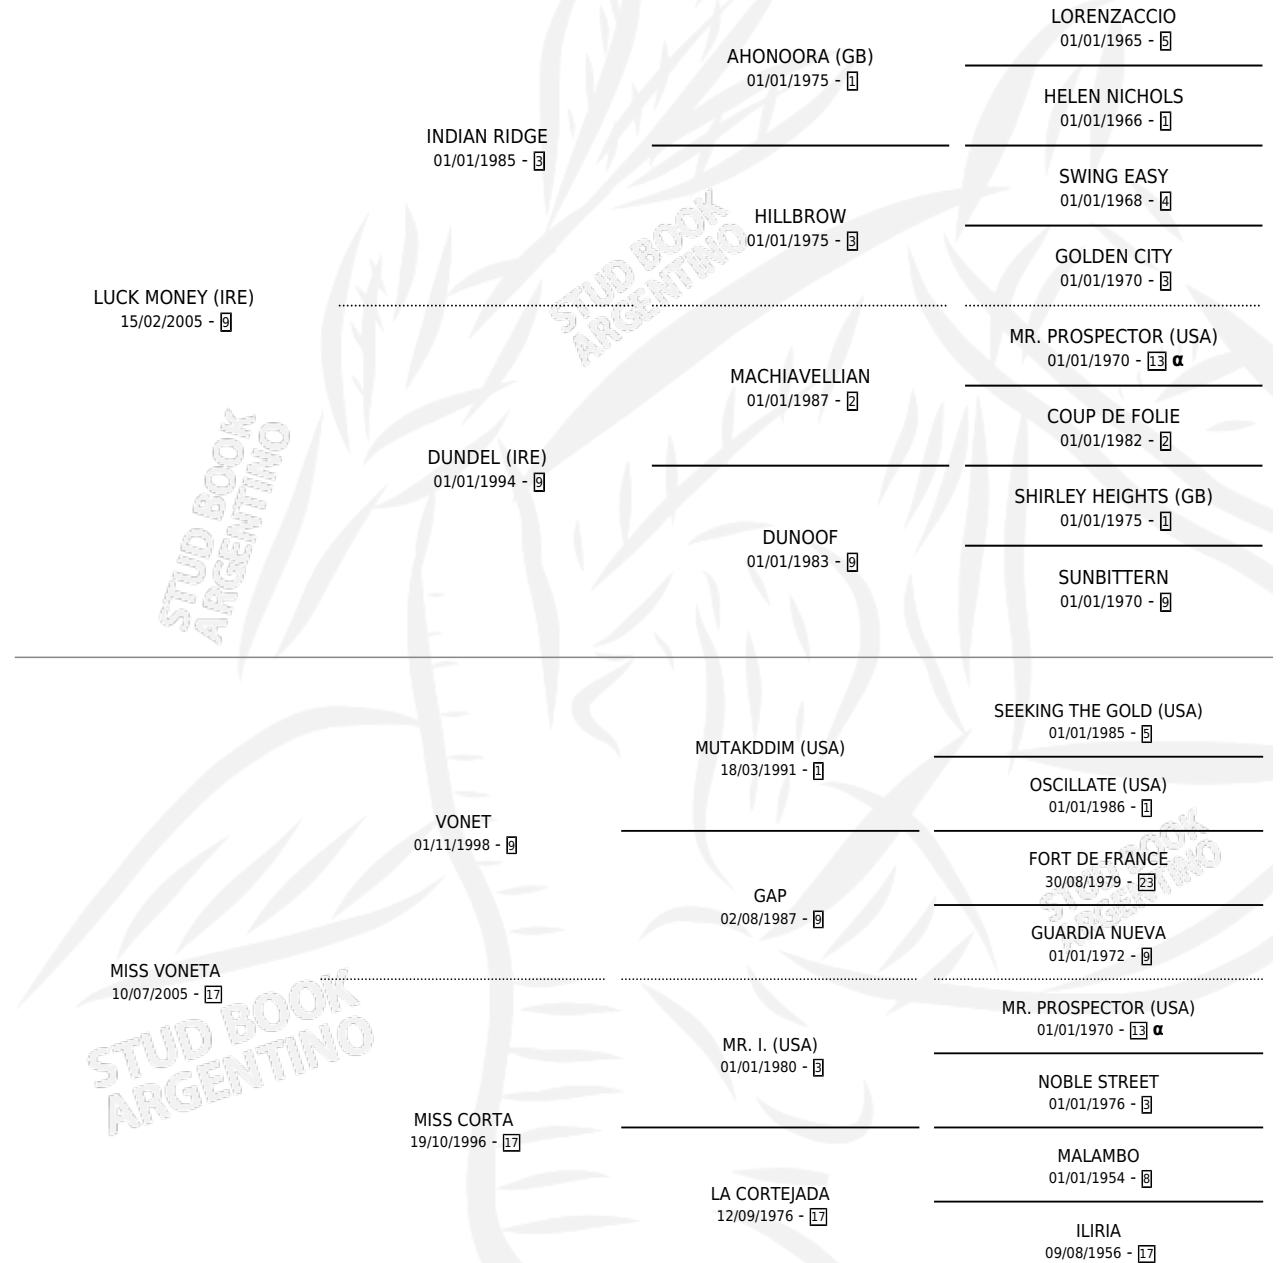 LORENZACCIO
01/01/1965 - 5
AHONOORA (GB)
01/01/1975 - 1
HELEN NICHOLS
01/01/1966 - 1
INDIAN RIDGE
01/01/1985 - 3
SWING EASY
01/01/1968 - 4
HILLBROW
01/01/1975 - 3
GOLDEN CITY
01/01/1970 - 3
LUCK MONEY (IRE)
15/02/2005 - 9
MR. PROSPECTOR (USA)
01/01/1970 - 13 α
MACHIAVELLIAN
01/01/1987 - 2
COUP DE FOLIE
01/01/1982 - 2
DUNDEL (IRE)
01/01/1994 - 9
SHIRLEY HEIGHTS (GB)
01/01/1975 - 1
DUNOOF
01/01/1983 - 9
SUNBITTERN
01/01/1970 - 9
SEEKING THE GOLD (USA)
01/01/1985 - 5
MUTAKDDIM (USA)
18/03/1991 - 1
OSCILLATE (USA)
01/01/1986 - 1
VONET
01/11/1998 - 9
FORT DE FRANCE
30/08/1979 - 23
GAP
02/08/1987 - 9
GUARDIA NUEVA
01/01/1972 - 9
MISS VONETA
10/07/2005 - 17
MR. PROSPECTOR (USA)
01/01/1970 - 13 α
MR. I. (USA)
01/01/1980 - 3
NOBLE STREET
01/01/1976 - 3
MISS CORTA
19/10/1996 - 17
MALAMBO
01/01/1954 - 8
LA CORTEJADA
12/09/1976 - 17
ILIRIA
09/08/1956 - 17
STUD BOOK
ARGENTINO
STUD BOOK
ARGENTINO
STUD BOOK
ARGENTINO
STUD BOOK
ARGENTINO